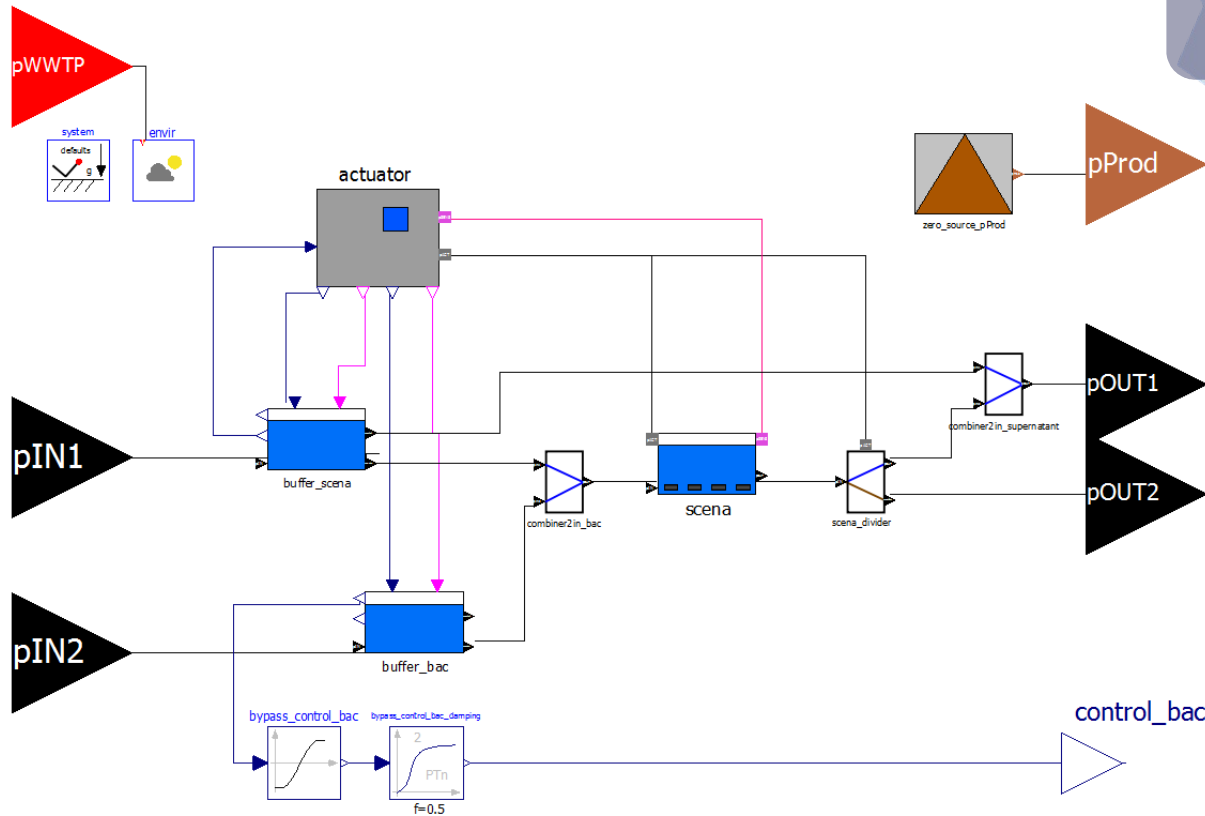 pWWTP
system
defaults
g
envir
actuator
zero_source_pProd
pProd
pIN1
buffer_scena
combiner2in_bac
scena
scena_divider
combiner2in_supernatant
pOUT1
pOUT2
pIN2
buffer_bac
bypass_control_bac
bypass_control_bac_damping
2
PTn
f=0.5
control_bac